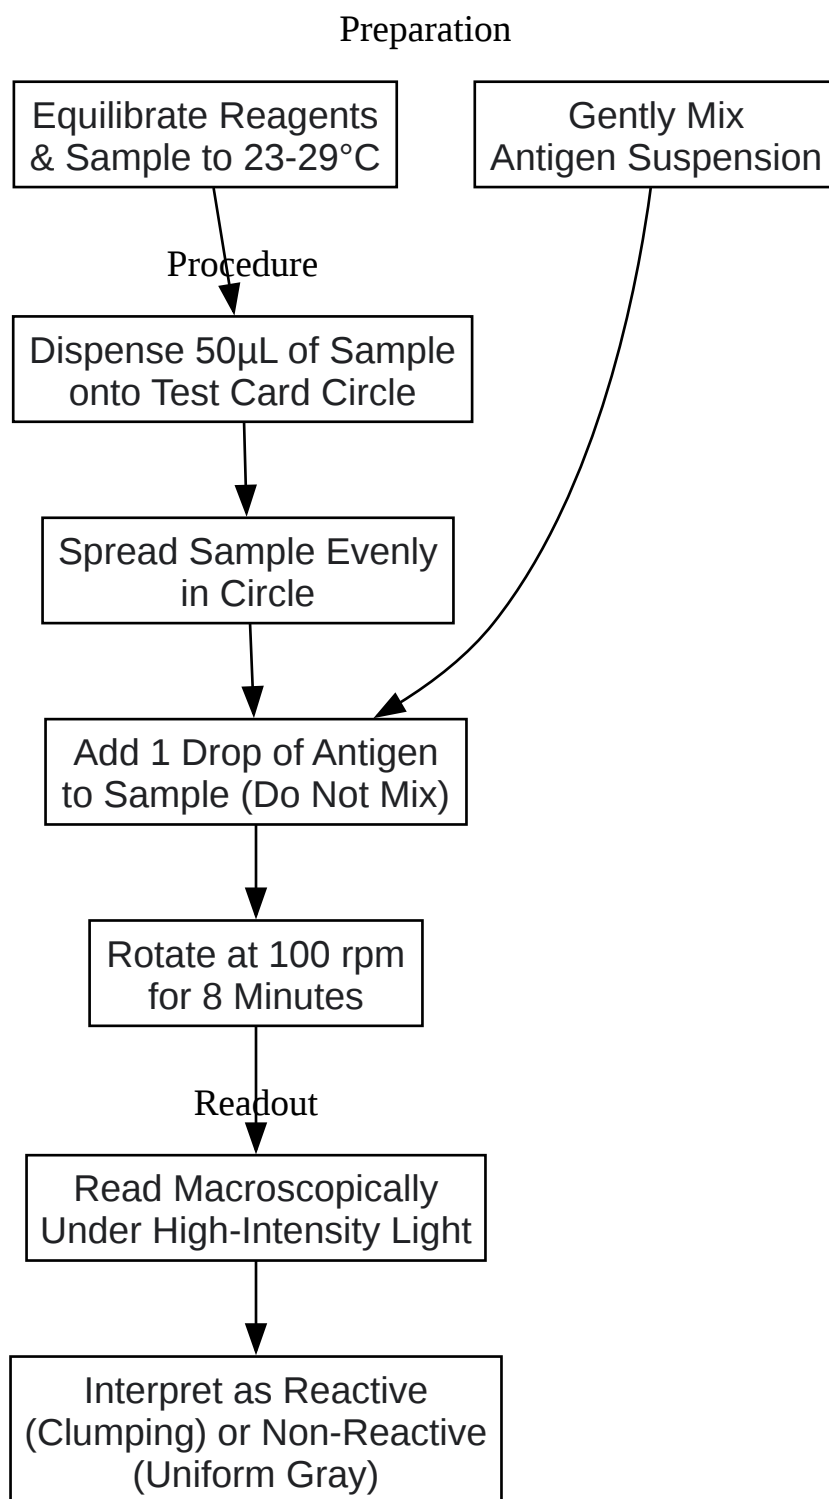 Preparation
Equilibrate Reagents
& Sample to 23-29°C
Gently Mix
Antigen Suspension
Procedure
Dispense 50µL of Sample
onto Test Card Circle
Spread Sample Evenly
in Circle
Add 1 Drop of Antigen
to Sample (Do Not Mix)
Rotate at 100 rpm
for 8 Minutes
Readout
Read Macroscopically
Under High-Intensity Light
Interpret as Reactive
(Clumping) or Non-Reactive
(Uniform Gray)